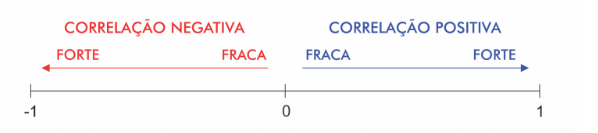 CORRELAÇÃO NEGATIVA CORRELAÇÃO POSITIVA
FORTE FRACA FRACA FORTE
-1 0 1